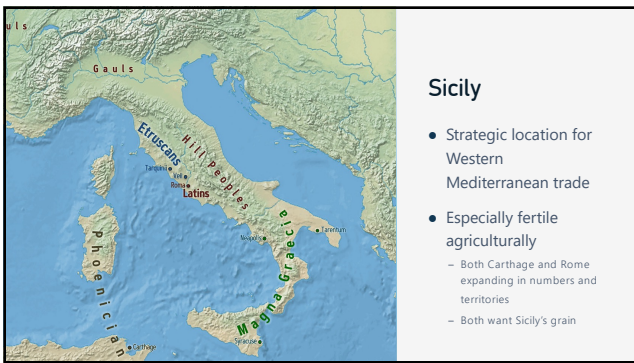 uls
Gauls
Etruscans
Hill Peoples
Tarquinii
Veii
Roma
Latins
Neapolis
Tarentum
Magna Graecia
Phoenician
Syracuse
Carthage
Sicily
● Strategic location for
Western
Mediterranean trade
● Especially fertile
agriculturally
– Both Carthage and Rome
expanding in numbers and
territories
– Both want Sicily's grain